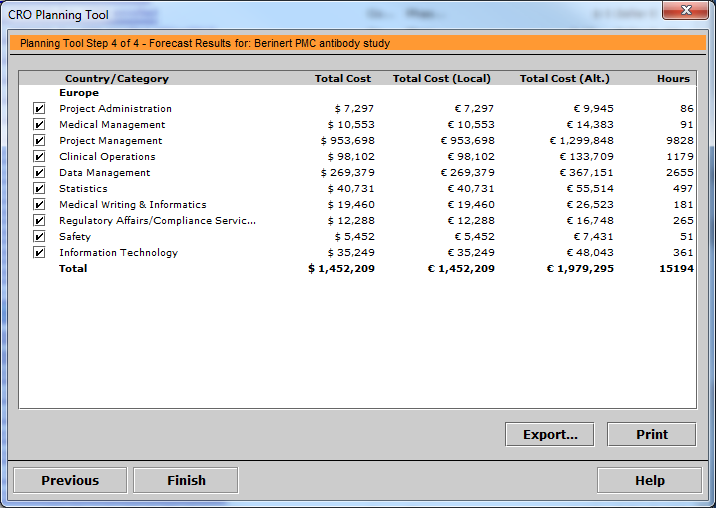 CRO Planning Tool
Planning Tool Step 4 of 4 - Forecast Results for: Berinert PMC antibody study
Country/Category Total Cost Total Cost (Local) Total Cost (Alt.) Hours
Europe
Project Administration $ 7,297 € 7,297 € 9,945 86
Medical Management $ 10,553 € 10,553 € 14,383 91
Project Management $ 953,698 € 953,698 € 1,299,848 9828
Clinical Operations $ 98,102 € 98,102 € 133,709 1179
Data Management $ 269,379 € 269,379 € 367,151 2655
Statistics $ 40,731 € 40,731 € 55,514 497
Medical Writing & Informatics $ 19,460 € 19,460 € 26,523 181
Regulatory Affairs/Compliance Servic... $ 12,288 € 12,288 € 16,748 265
Safety $ 5,452 € 5,452 € 7,431 51
Information Technology $ 35,249 € 35,249 € 48,043 361
Total $ 1,452,209 € 1,452,209 € 1,979,295 15194
Export... Print
Previous Finish Help